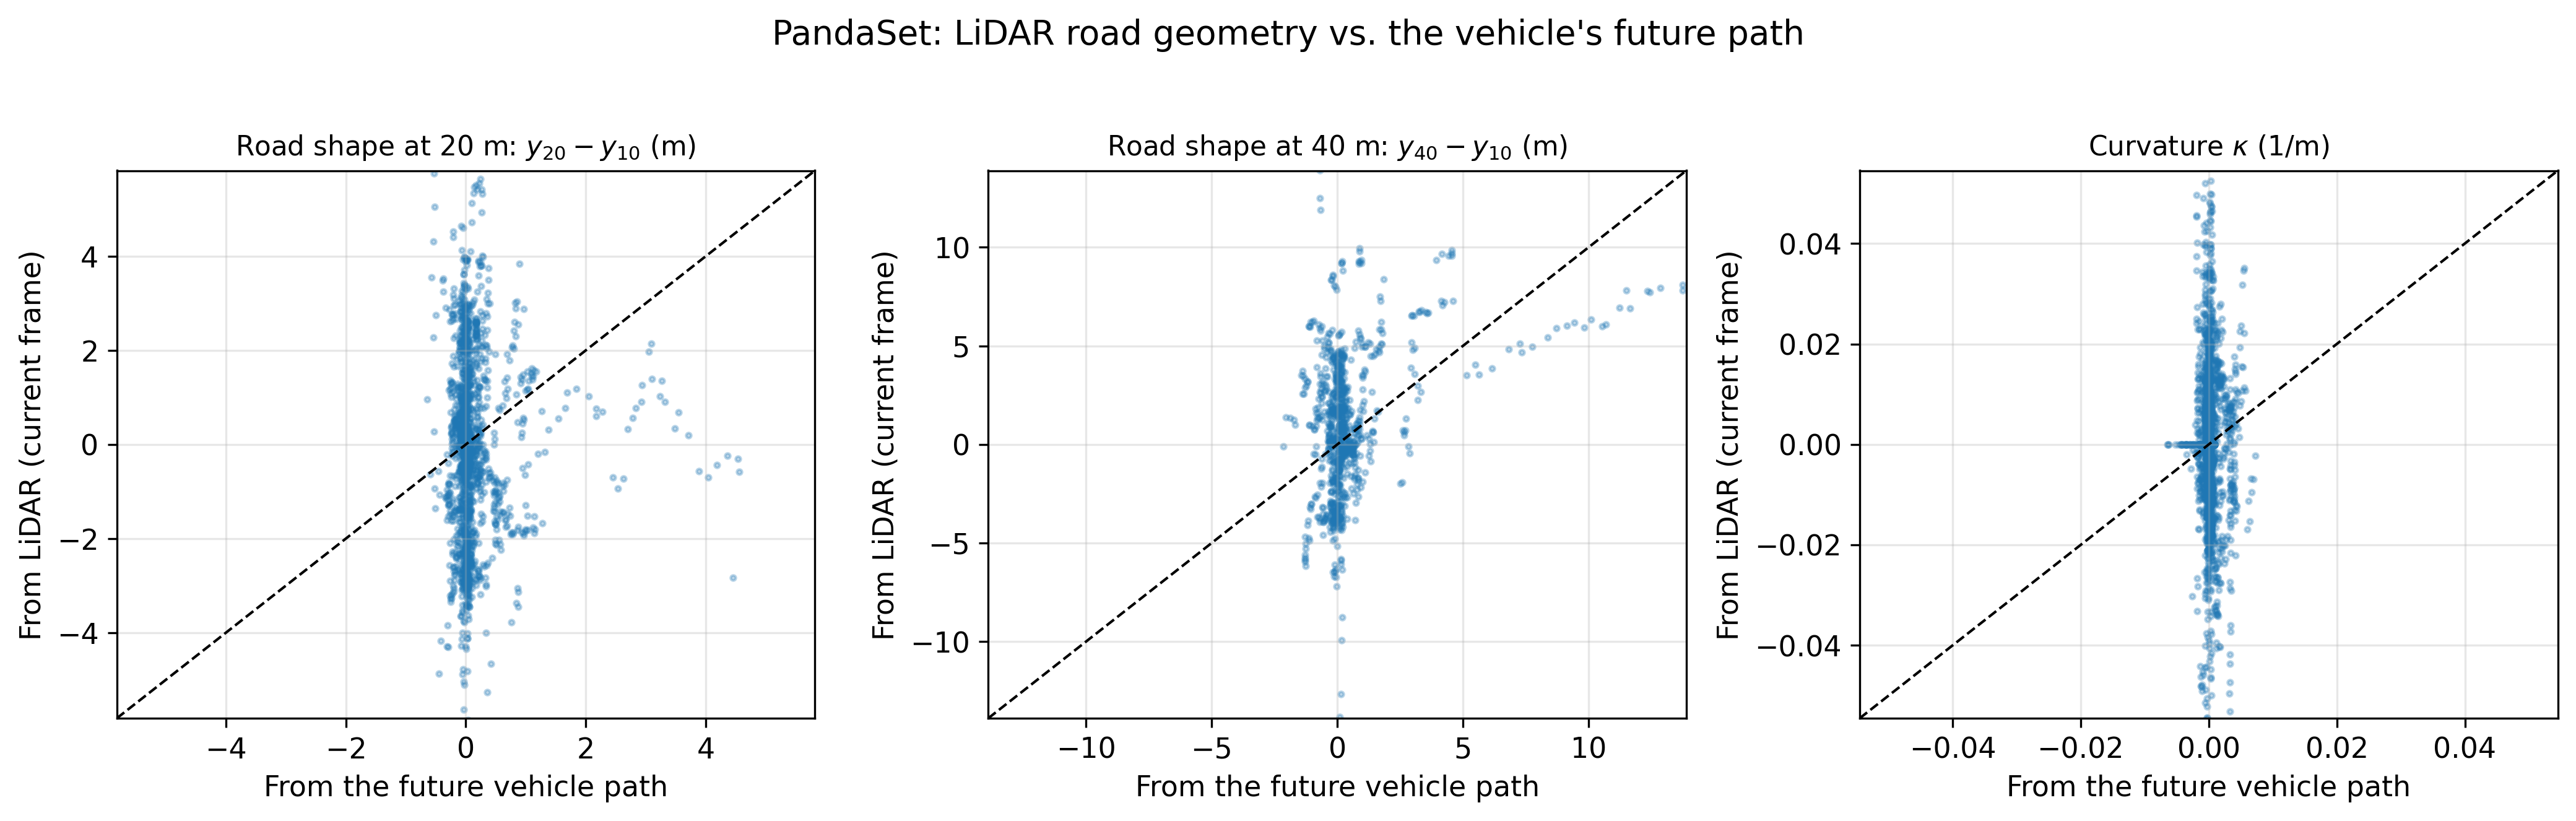 PandaSet: LiDAR road geometry vs. the vehicle's future path
Road shape at 20 m: y₂₀ − y₁₀ (m)
From LiDAR (current frame)
4
2
0
−2
−4
−4 −2 0 2 4
From the future vehicle path
Road shape at 40 m: y₄₀ − y₁₀ (m)
From LiDAR (current frame)
10
5
0
−5
−10
−10 −5 0 5 10
From the future vehicle path
Curvature κ (1/m)
From LiDAR (current frame)
0.04
0.02
0.00
−0.02
−0.04
−0.04 −0.02 0.00 0.02 0.04
From the future vehicle path